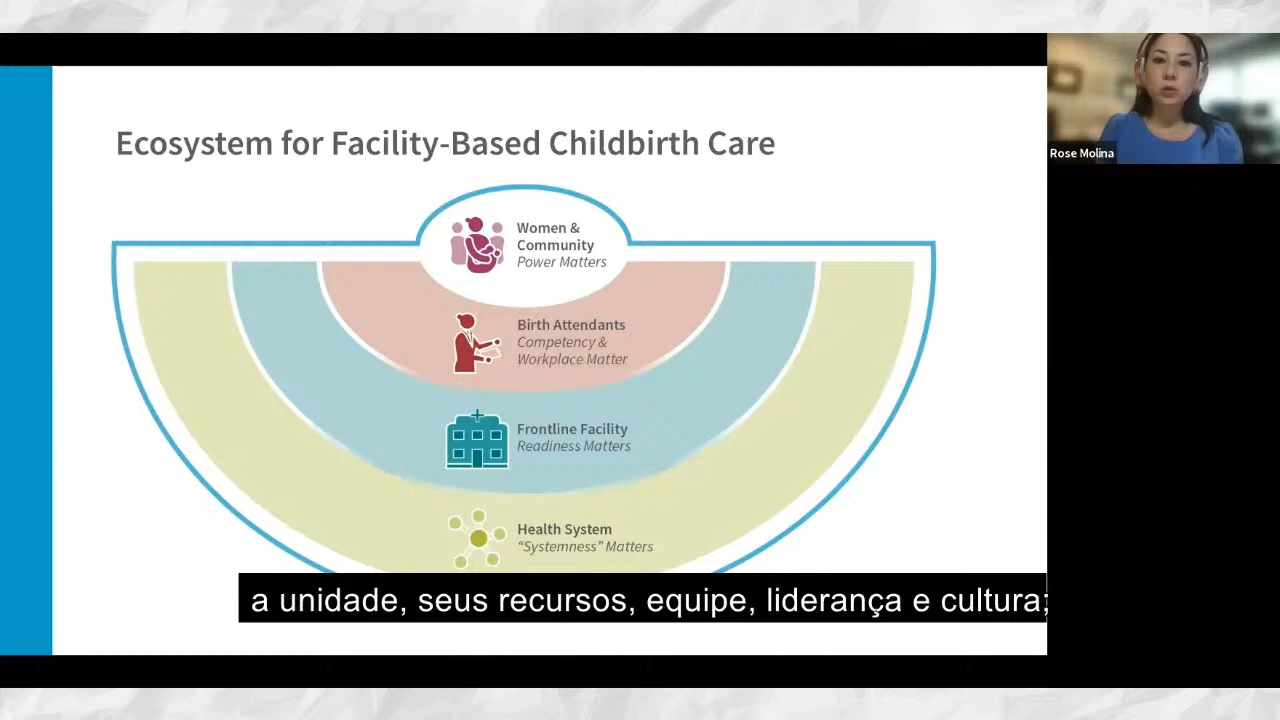 Ecosystem for Facility-Based Childbirth Care
Rose Molina
Women &
Community
Power Matters
Birth Attendants
Competency &
Workplace Matter
Frontline Facility
Readiness Matters
Health System
“Systemness” Matters
a unidade, seus recursos, equipe, liderança e cultura;